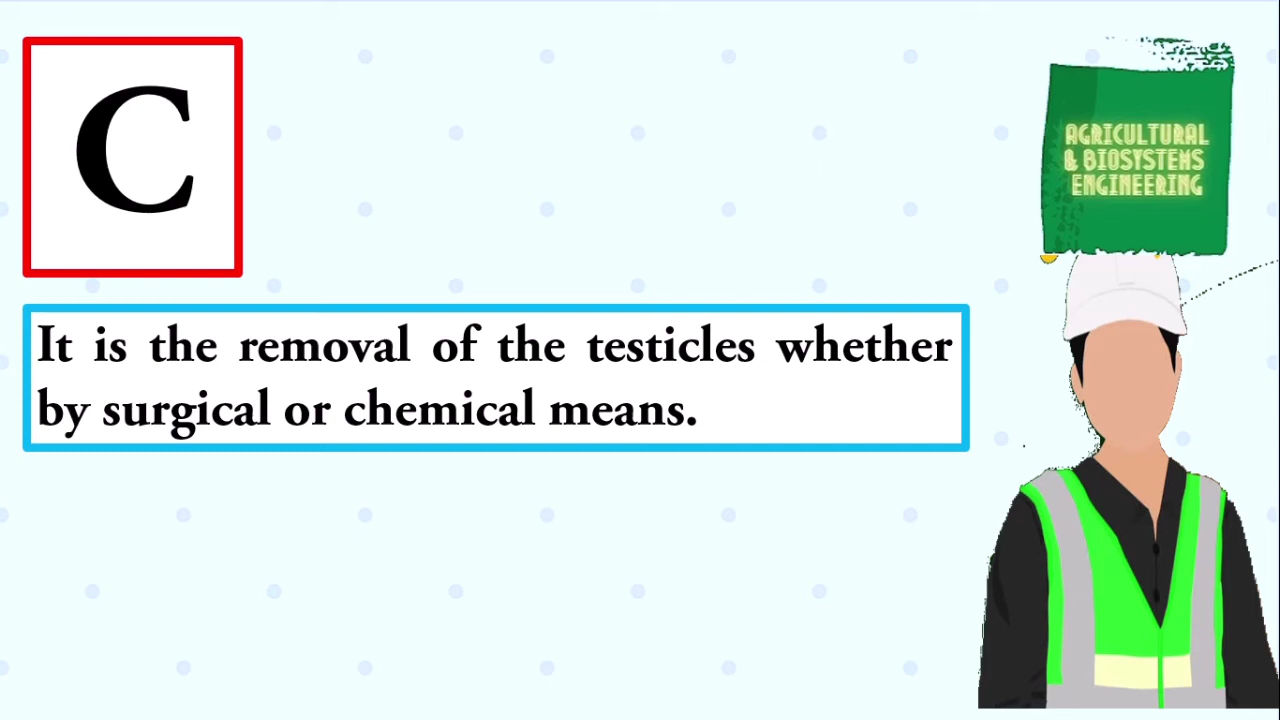 C
AGRICULTURAL
& BIOSYSTEMS
ENGINEERING
It is the removal of the testicles whether
by surgical or chemical means.